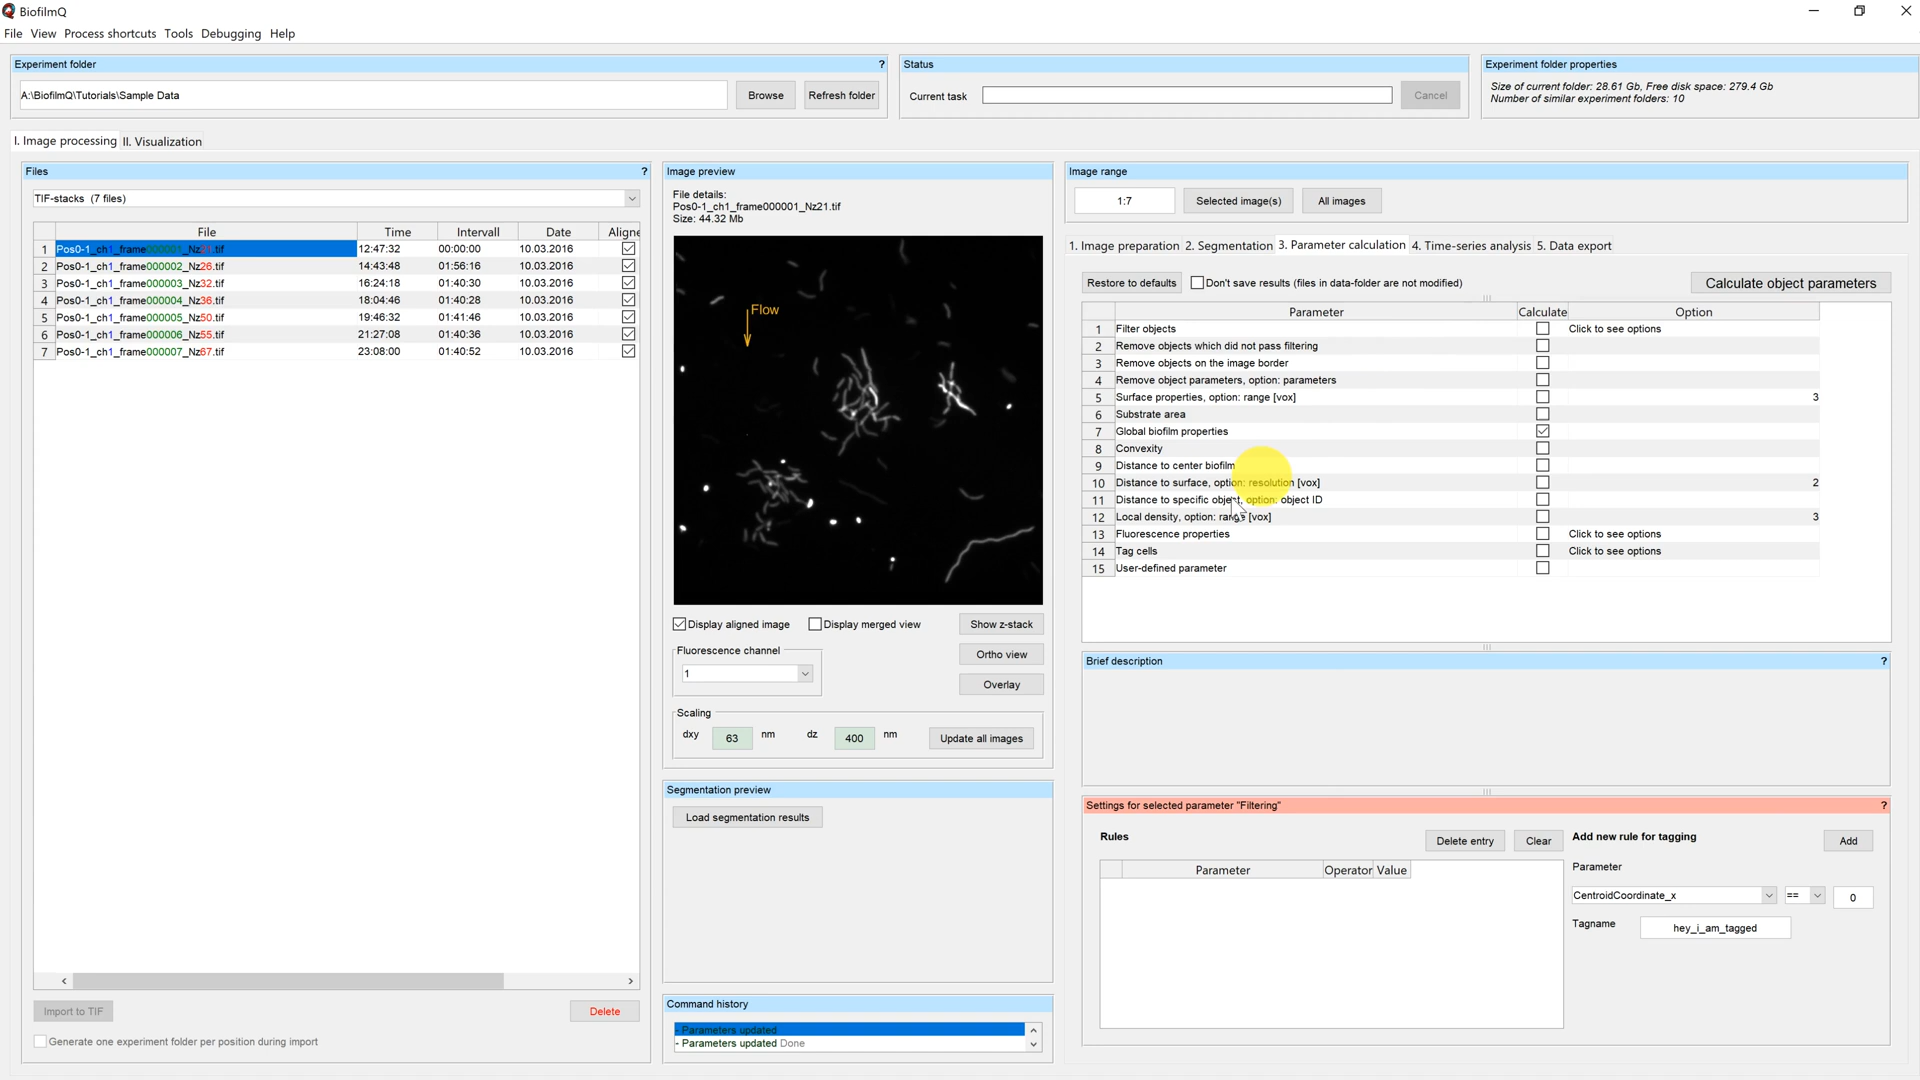 BiofilmQ
File View Process shortcuts Tools Debugging Help
Experiment folder ?
A:\BiofilmQ\Tutorials\Sample Data
Browse
Refresh folder
Status
Current task
Cancel
Experiment folder properties
Size of current folder: 28.61 Gb, Free disk space: 279.4 Gb
Number of similar experiment folders: 10
I. Image processing II. Visualization
Files ?
TIF-stacks (7 files)
File Time Intervall Date Aligne
1 Pos0-1_ch1_frame000001_Nz21.tif 12:47:32 00:00:00 10.03.2016
2 Pos0-1_ch1_frame000002_Nz26.tif 14:43:48 01:56:16 10.03.2016
3 Pos0-1_ch1_frame000003_Nz32.tif 16:24:18 01:40:30 10.03.2016
4 Pos0-1_ch1_frame000004_Nz36.tif 18:04:46 01:40:28 10.03.2016
5 Pos0-1_ch1_frame000005_Nz50.tif 19:46:32 01:41:46 10.03.2016
6 Pos0-1_ch1_frame000006_Nz55.tif 21:27:08 01:40:36 10.03.2016
7 Pos0-1_ch1_frame000007_Nz67.tif 23:08:00 01:40:52 10.03.2016
Import to TIF
Delete
Generate one experiment folder per position during import
Image preview
File details:
Pos0-1_ch1_frame000001_Nz21.tif
Size: 44.32 Mb
Flow
Display aligned image
Display merged view
Show z-stack
Fluorescence channel
1
Ortho view
Overlay
Scaling
dxy 63 nm dz 400 nm
Update all images
Segmentation preview
Load segmentation results
Command history
- Parameters updated
- Parameters updated Done
Image range
1:7
Selected image(s)
All images
1. Image preparation 2. Segmentation 3. Parameter calculation 4. Time-series analysis 5. Data export
Restore to defaults
Don't save results (files in data-folder are not modified)
Calculate object parameters
Parameter Calculate Option
1 Filter objects Click to see options
2 Remove objects which did not pass filtering
3 Remove objects on the image border
4 Remove object parameters, option: parameters
5 Surface properties, option: range [vox] 3
6 Substrate area
7 Global biofilm properties
8 Convexity
9 Distance to center biofilm
10 Distance to surface, option: resolution [vox] 2
11 Distance to specific object, option: object ID
12 Local density, option: range [vox] 3
13 Fluorescence properties Click to see options
14 Tag cells Click to see options
15 User-defined parameter
Brief description ?
Settings for selected parameter "Filtering" ?
Rules
Delete entry
Clear
Parameter Operator Value
Add new rule for tagging
Add
Parameter
CentroidCoordinate_x == 0
Tagname hey_i_am_tagged